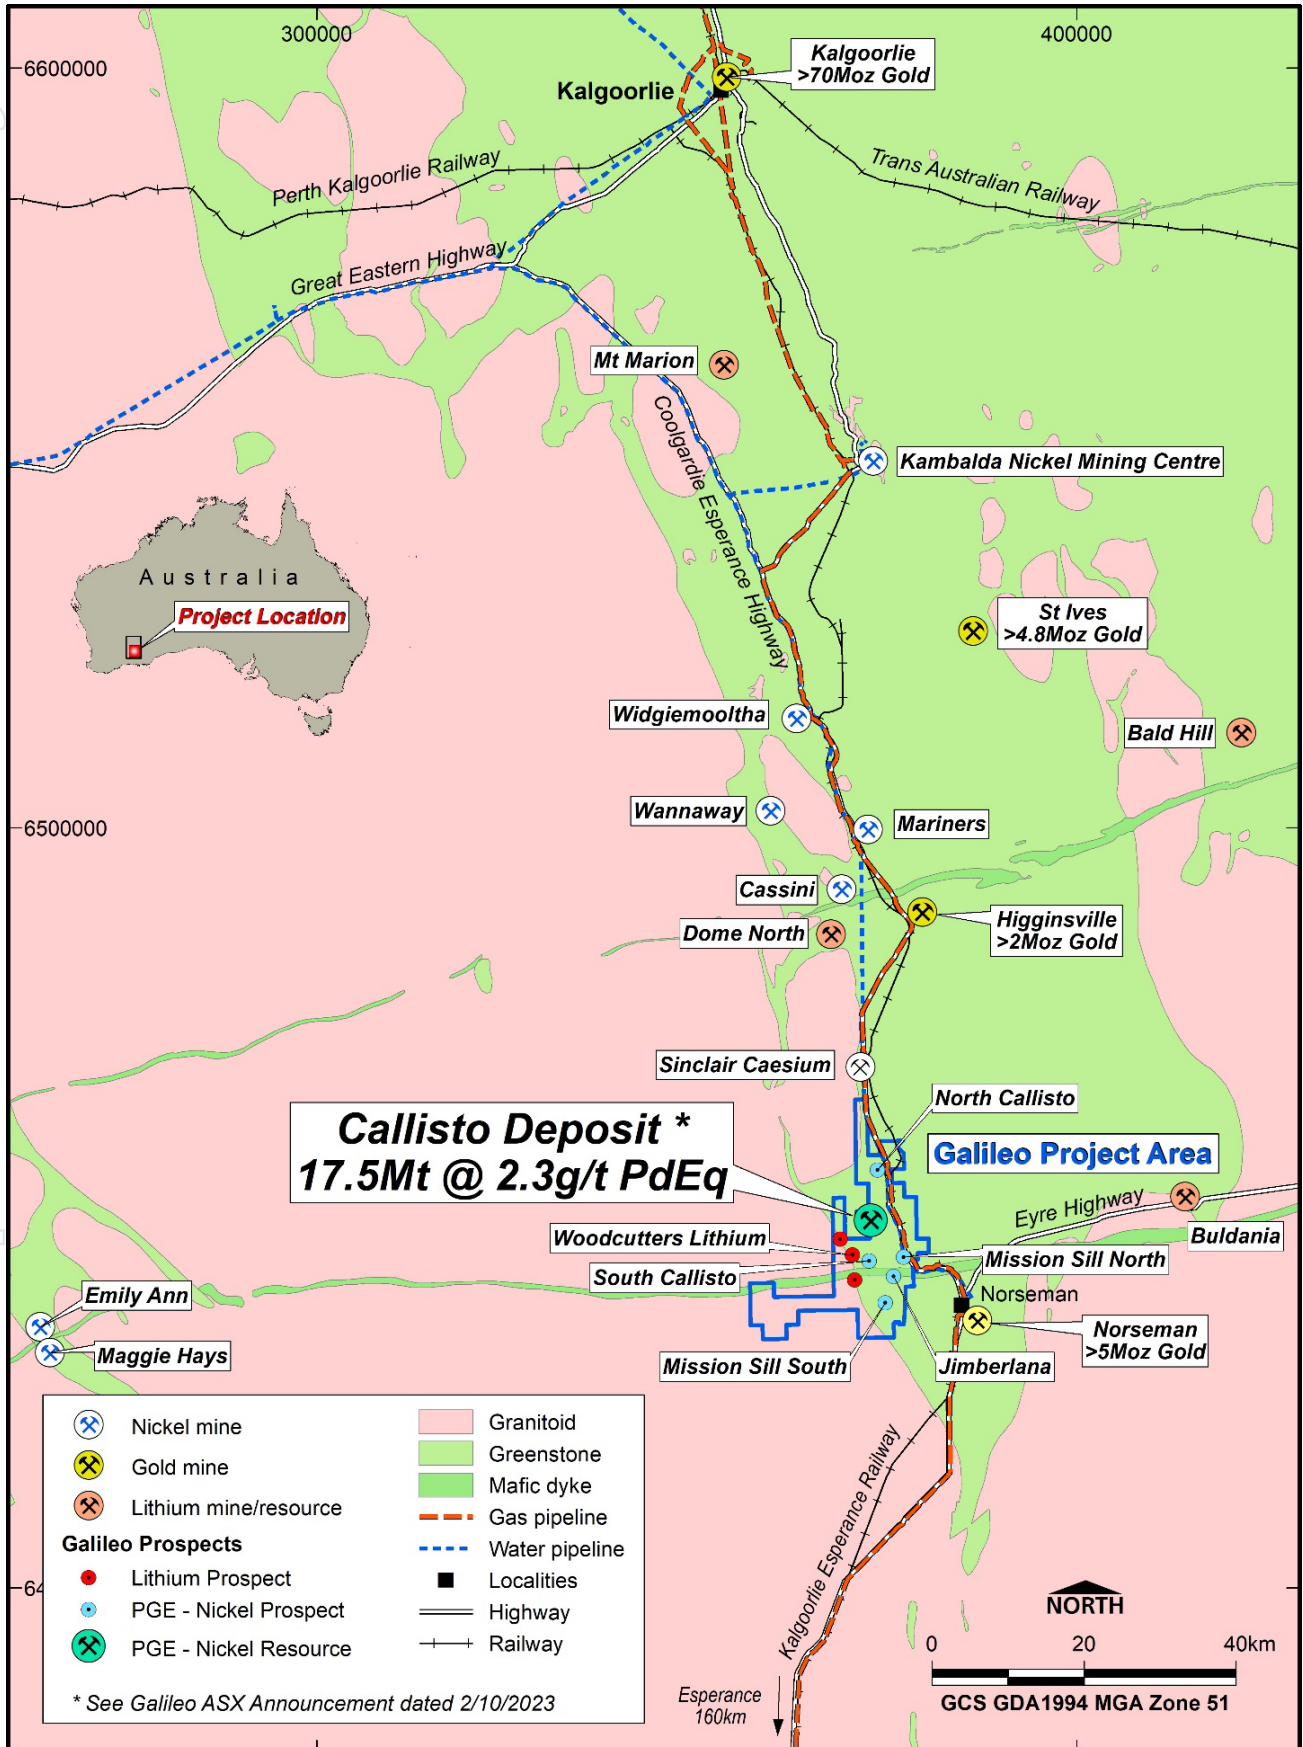 300000
400000
6600000
Kalgoorlie
>70Moz Gold
Kalgoorlie
Perth Kalgoorlie Railway
Trans Australian Railway
Great Eastern Highway
Mt Marion
Coolgardie Esperance Highway
Kambalda Nickel Mining Centre
Australia
Project Location
St Ives
>4.8Moz Gold
Widgiemooltha
Bald Hill
Wannaway
Mariners
6500000
Cassini
Dome North
Higginsville
>2Moz Gold
Sinclair Caesium
North Callisto
Callisto Deposit *
17.5Mt @ 2.3g/t PdEq
Galileo Project Area
Eyre Highway
Buldania
Woodcutters Lithium
South Callisto
Mission Sill North
Norseman
Emily Ann
Maggie Hays
Norseman
>5Moz Gold
Mission Sill South
Jimberlana
Kalgoorlie Esperance Railway
Nickel mine
Gold mine
Lithium mine/resource
Galileo Prospects
Lithium Prospect
PGE - Nickel Prospect
PGE - Nickel Resource
Granitoid
Greenstone
Mafic dyke
Gas pipeline
Water pipeline
Localities
Highway
Railway
* See Galileo ASX Announcement dated 2/10/2023
64
Esperance
160km
NORTH
0 20 40km
GCS GDA1994 MGA Zone 51